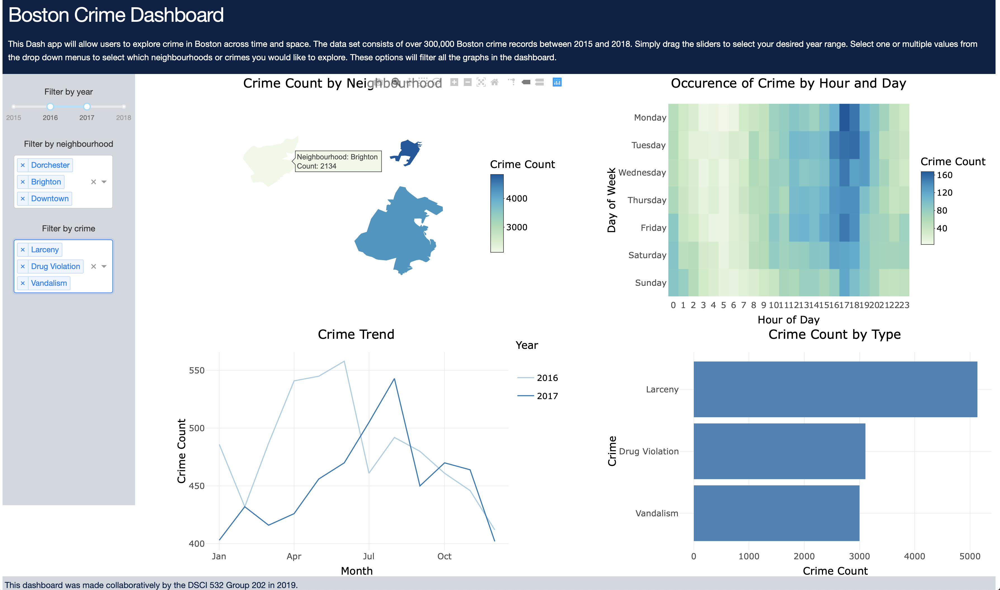 Boston Crime Dashboard
This Dash app will allow users to explore crime in Boston across time and space. The data set consists of over 300,000 Boston crime records between 2015 and 2018. Simply drag the sliders to select your desired year range. Select one or multiple values from
the drop down menus to select which neighbourhoods or crimes you would like to explore. These options will filter all the graphs in the dashboard.
Filter by year
2015 2016 2017 2018
Filter by neighbourhood
× Dorchester
× Brighton
× Downtown
Filter by crime
× Larceny
× Drug Violation
× Vandalism
Crime Count by Neighbourhood
Neighbourhood: Brighton
Count: 2134
Crime Count
4000
3000
Occurence of Crime by Hour and Day
Day of Week
Monday
Tuesday
Wednesday
Thursday
Friday
Saturday
Sunday
0 1 2 3 4 5 6 7 8 9 10 11 12 13 14 15 16 17 18 19 20 21 22 23
Hour of Day
Crime Count
160
120
80
40
Crime Trend
Crime Count
550
500
450
400
Jan Apr Jul Oct
Month
Year
2016
2017
Crime Count by Type
Crime
Larceny
Drug Violation
Vandalism
0 1000 2000 3000 4000 5000
Crime Count
This dashboard was made collaboratively by the DSCI 532 Group 202 in 2019.